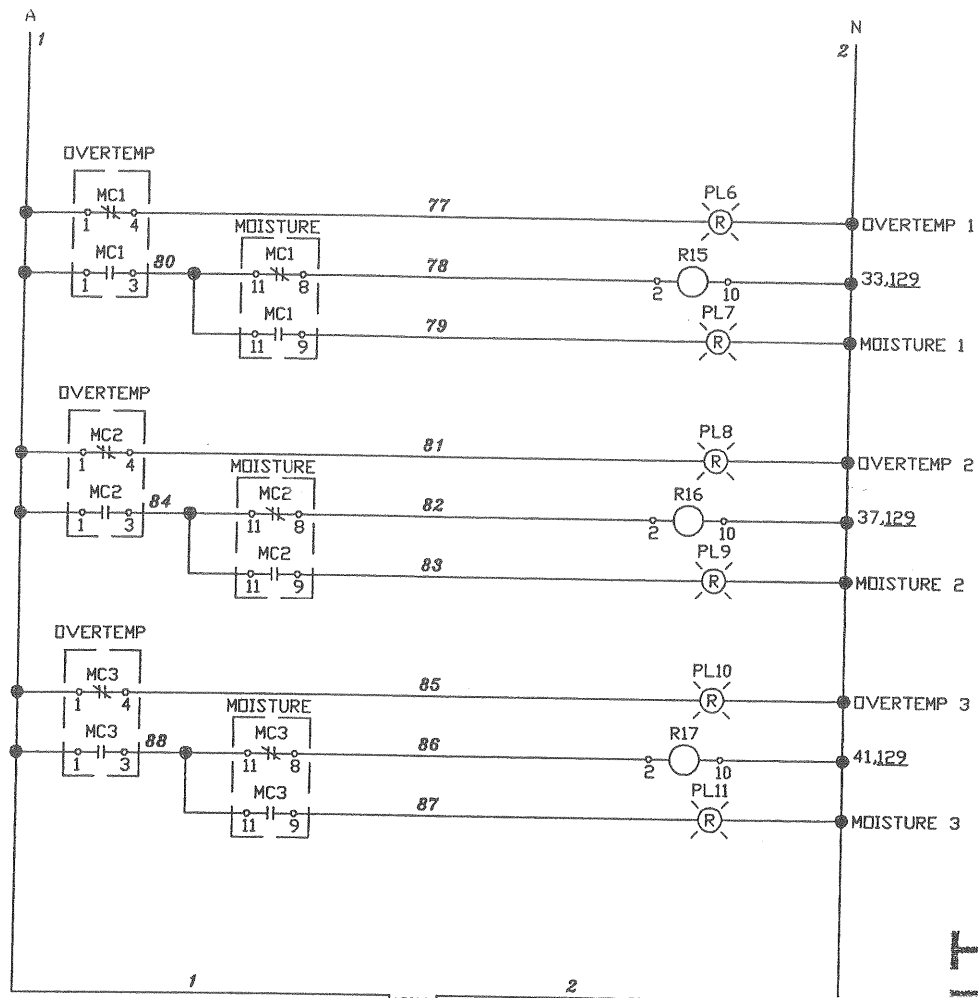 A
N
1
2
OVERTEMP
MC1
77
PL6
1 4
R
OVERTEMP 1
MOISTURE
MC1
80
MC1
78
R15
1 3
11 8
2 10
33,129
MC1
79
PL7
11 9
R
MOISTURE 1
OVERTEMP
MC2
81
PL8
1 4
R
OVERTEMP 2
MOISTURE
MC2
84
MC2
82
R16
1 3
11 8
2 10
37,129
MC2
83
PL9
11 9
R
MOISTURE 2
OVERTEMP
MC3
85
PL10
1 4
R
OVERTEMP 3
MOISTURE
MC3
88
MC3
86
R17
1 3
11 8
2 10
41,129
MC3
87
PL11
11 9
R
MOISTURE 3
1
2